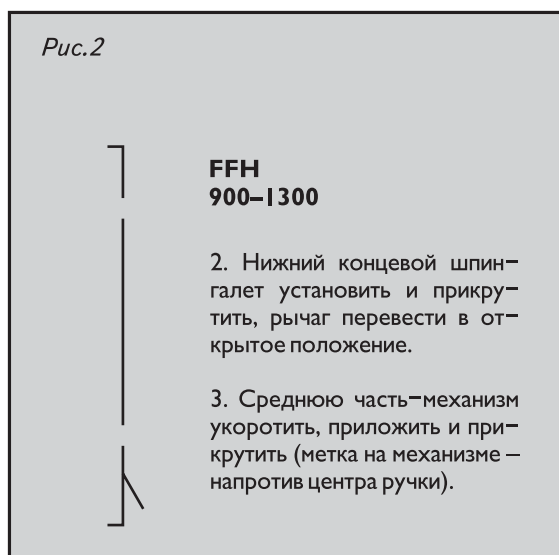 Рис.2
FFH
900–1300
2. Нижний концевой шпин-
галет установить и прикру-
тить, рычаг перевести в от-
крытое положение.
3. Среднюю часть-механизм
укоротить, приложить и при-
крутить (метка на механизме –
напротив центра ручки).